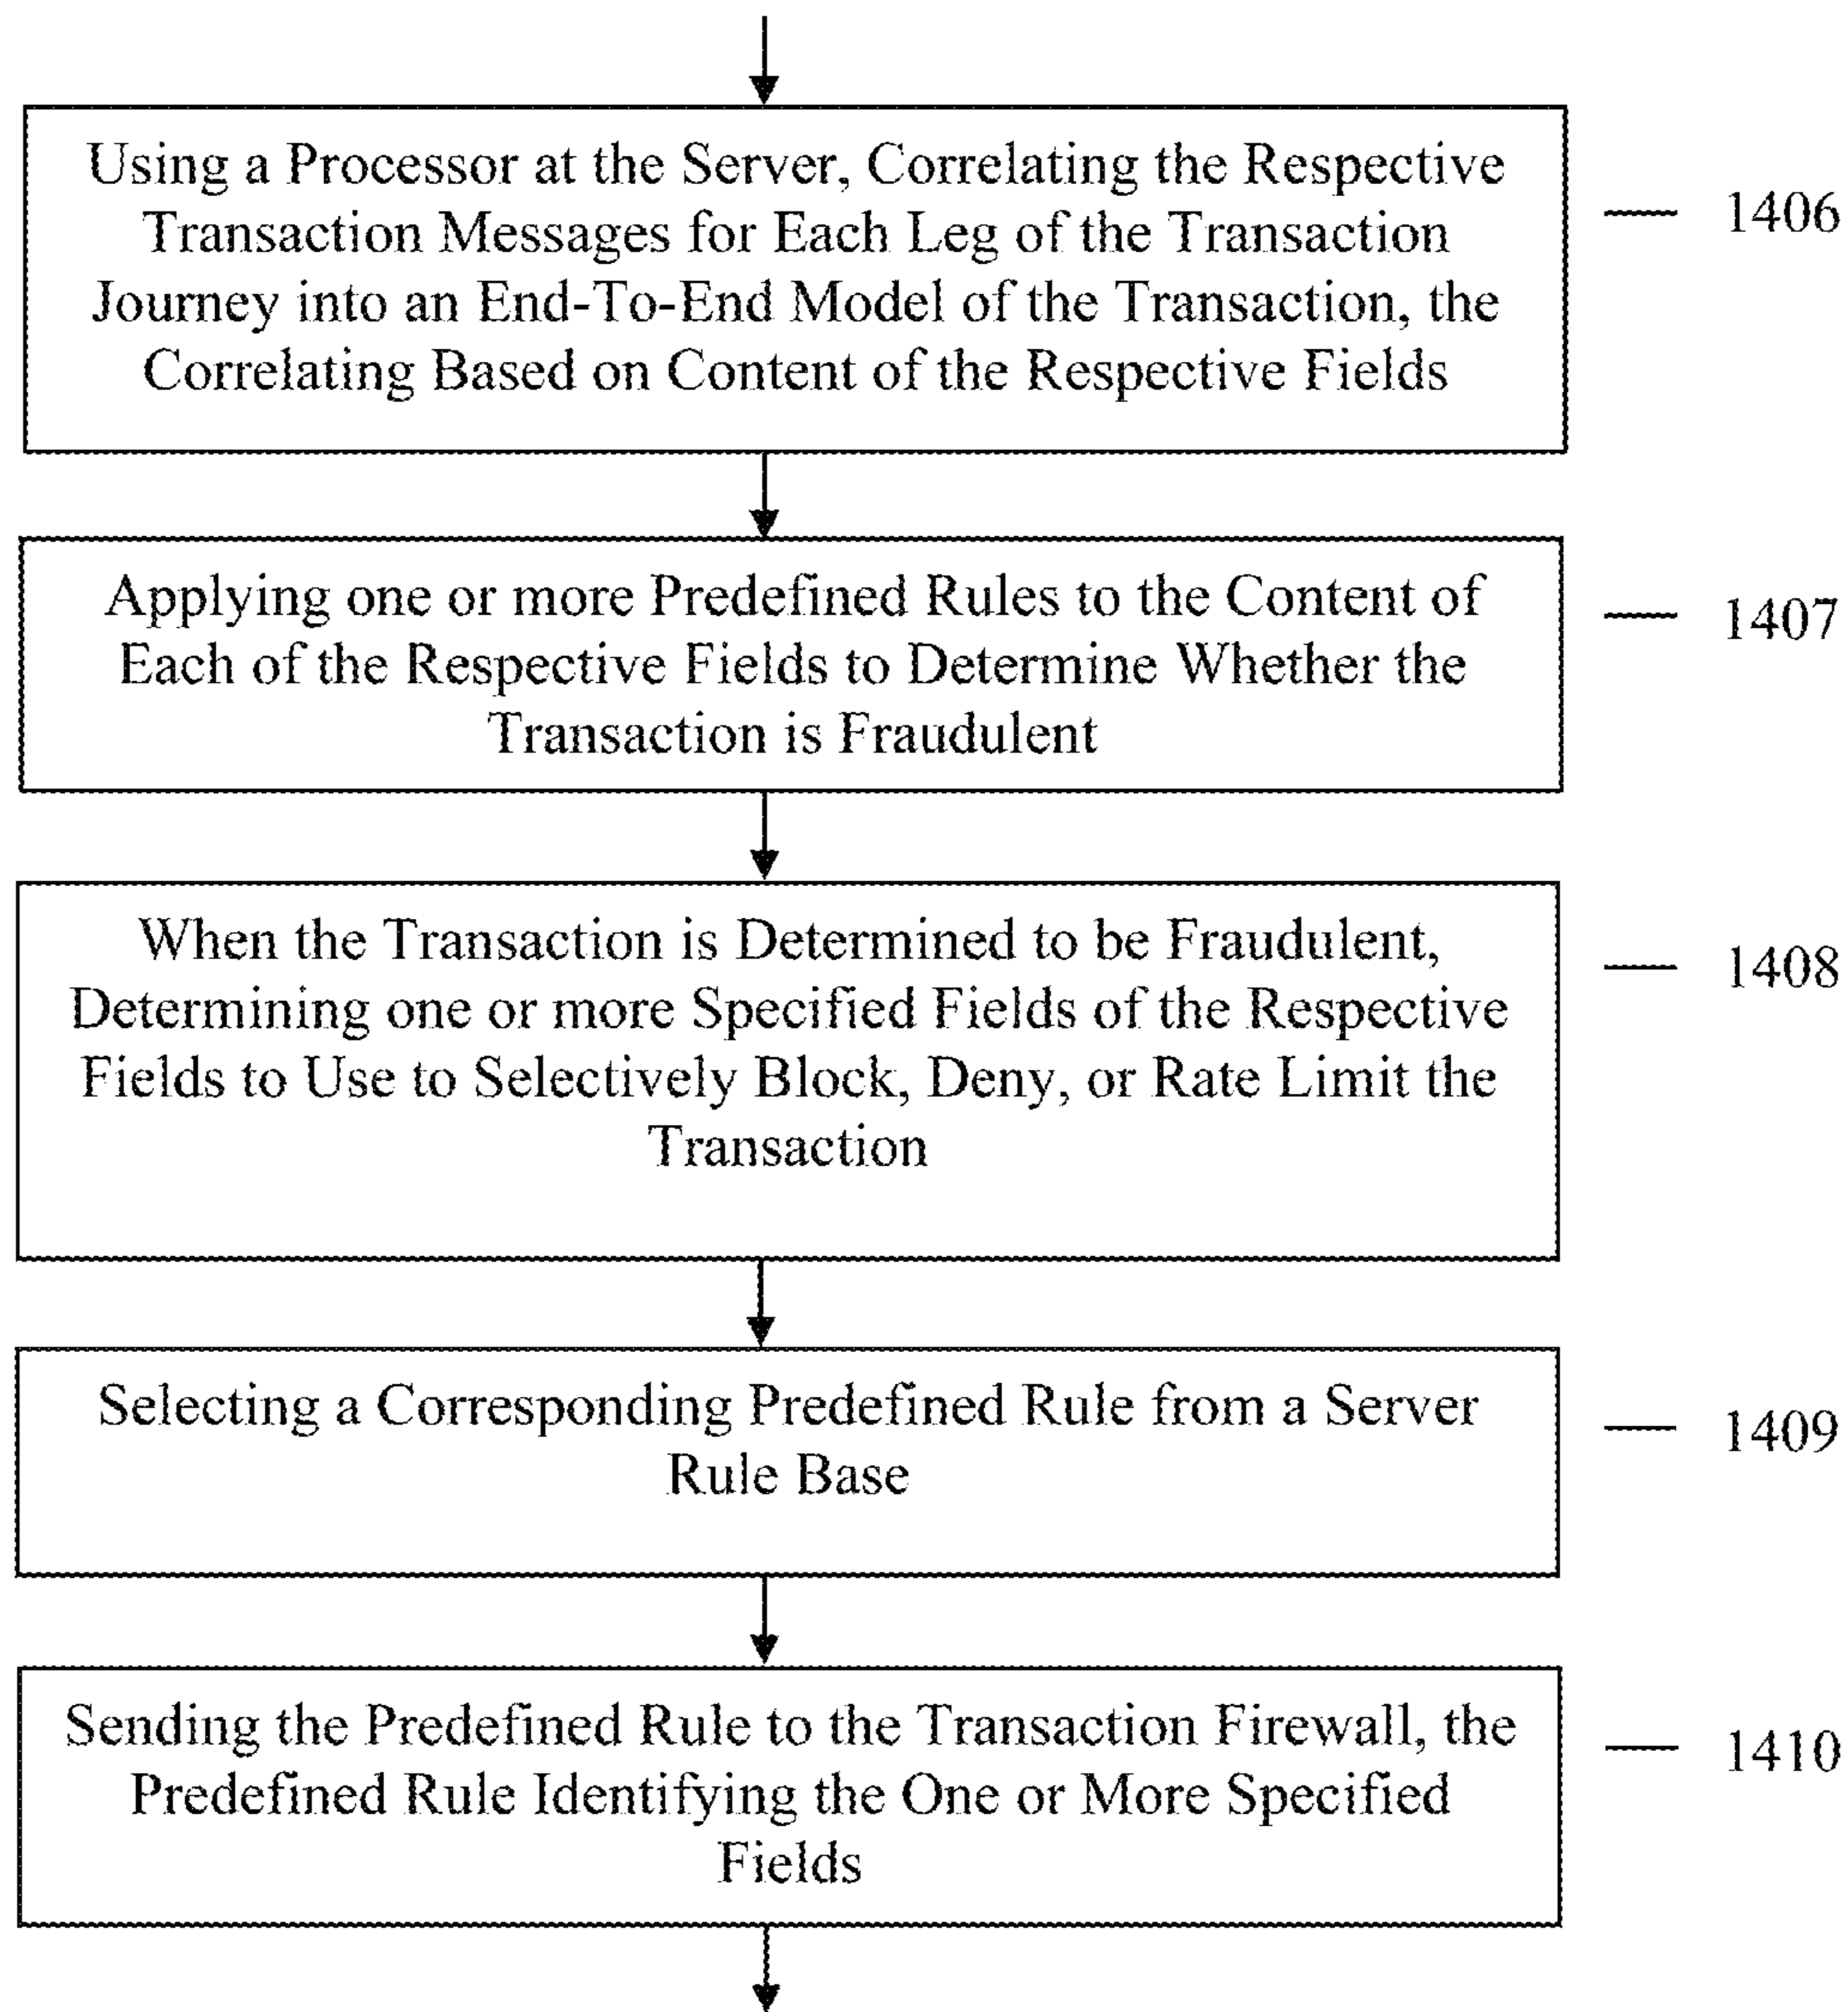 Using a Processor at the Server, Correlating the Respective
Transaction Messages for Each Leg of the Transaction
Journey into an End-To-End Model of the Transaction, the
Correlating Based on Content of the Respective Fields
1406
Applying one or more Predefined Rules to the Content of
Each of the Respective Fields to Determine Whether the
Transaction is Fraudulent
1407
When the Transaction is Determined to be Fraudulent,
Determining one or more Specified Fields of the Respective
Fields to Use to Selectively Block, Deny, or Rate Limit the
Transaction
1408
Selecting a Corresponding Predefined Rule from a Server
Rule Base
1409
Sending the Predefined Rule to the Transaction Firewall, the
Predefined Rule Identifying the One or More Specified
Fields
1410